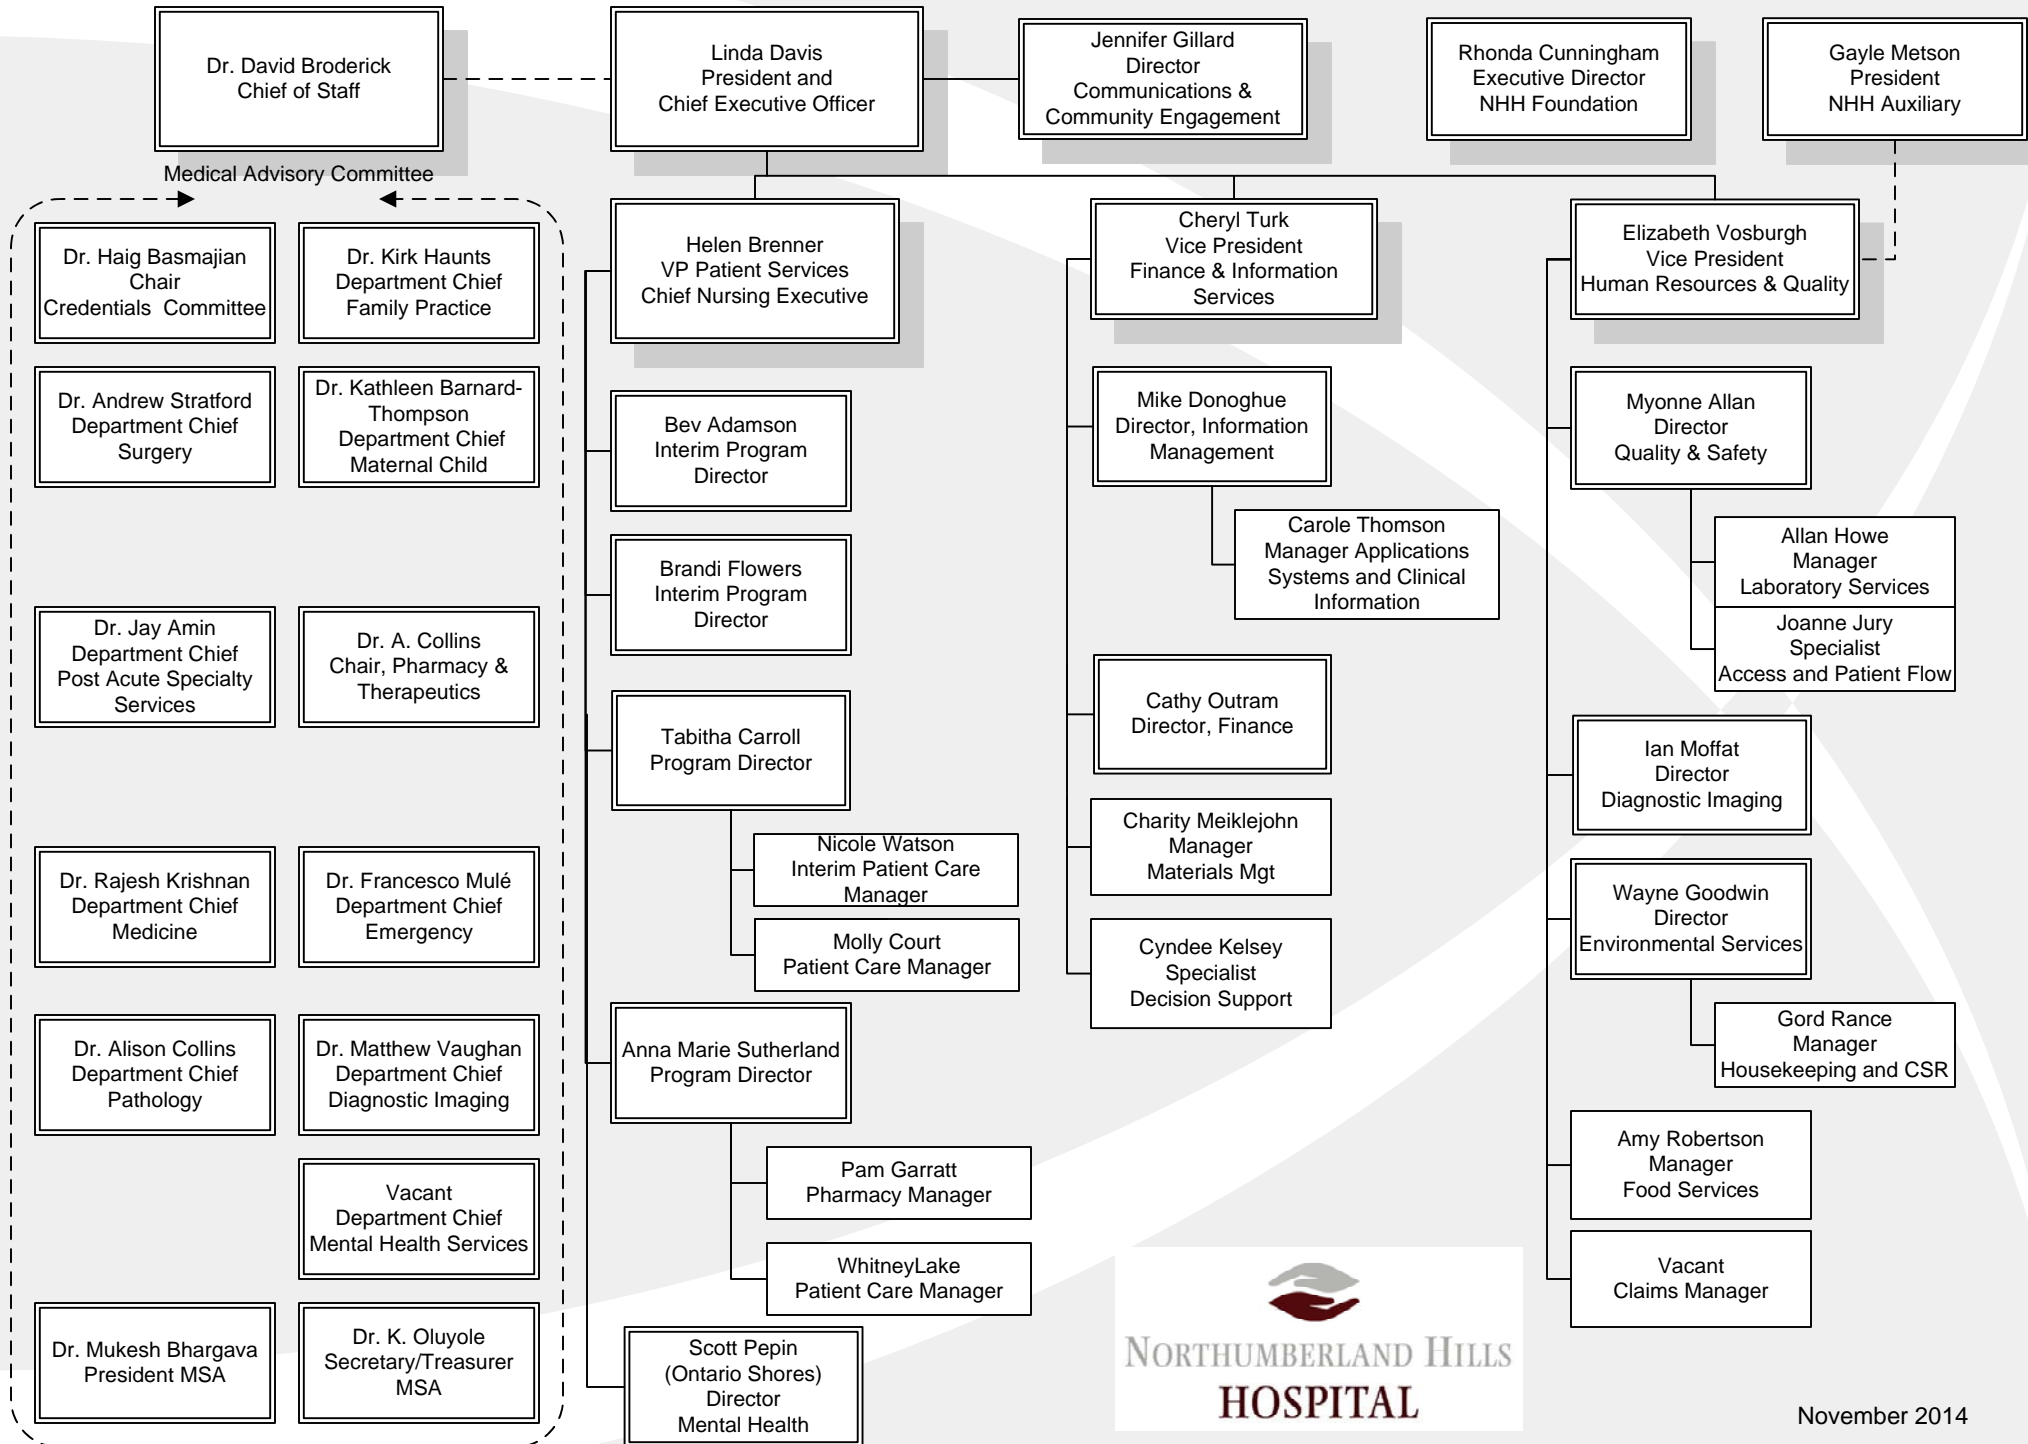 Dr. David Broderick
Chief of Staff
Linda Davis
President and
Chief Executive Officer
Jennifer Gillard
Director
Communications &
Community Engagement
Rhonda Cunningham
Executive Director
NHH Foundation
Gayle Metson
President
NHH Auxiliary
Medical Advisory Committee
Dr. Haig Basmajian
Chair
Credentials  Committee
Dr. Kirk Haunts
Department Chief
Family Practice
Dr. Andrew Stratford
Department Chief
Surgery
Dr. Kathleen Barnard-
Thompson
Department Chief
Maternal Child
Dr. Jay Amin
Department Chief
Post Acute Specialty
Services
Dr. A. Collins
Chair, Pharmacy &
Therapeutics
Dr. Rajesh Krishnan
Department Chief
Medicine
Dr. Francesco Mulé
Department Chief
Emergency
Dr. Alison Collins
Department Chief
Pathology
Dr. Matthew Vaughan
Department Chief
Diagnostic Imaging
Vacant
Department Chief
Mental Health Services
Dr. Mukesh Bhargava
President MSA
Dr. K. Oluyole
Secretary/Treasurer
MSA
Helen Brenner
VP Patient Services
Chief Nursing Executive
Bev Adamson
Interim Program
Director
Brandi Flowers
Interim Program
Director
Tabitha Carroll
Program Director
Nicole Watson
Interim Patient Care
Manager
Molly Court
Patient Care Manager
Anna Marie Sutherland
Program Director
Pam Garratt
Pharmacy Manager
WhitneyLake
Patient Care Manager
Scott Pepin
(Ontario Shores)
Director
Mental Health
Cheryl Turk
Vice President
Finance & Information
Services
Mike Donoghue
Director, Information
Management
Carole Thomson
Manager Applications
Systems and Clinical
Information
Cathy Outram
Director, Finance
Charity Meiklejohn
Manager
Materials Mgt
Cyndee Kelsey
Specialist
Decision Support
Elizabeth Vosburgh
Vice President
Human Resources & Quality
Myonne Allan
Director
Quality & Safety
Allan Howe
Manager
Laboratory Services
Joanne Jury
Specialist
Access and Patient Flow
Ian Moffat
Director
Diagnostic Imaging
Wayne Goodwin
Director
Environmental Services
Gord Rance
Manager
Housekeeping and CSR
Amy Robertson
Manager
Food Services
Vacant
Claims Manager
NORTHUMBERLAND HILLS
HOSPITAL
November 2014